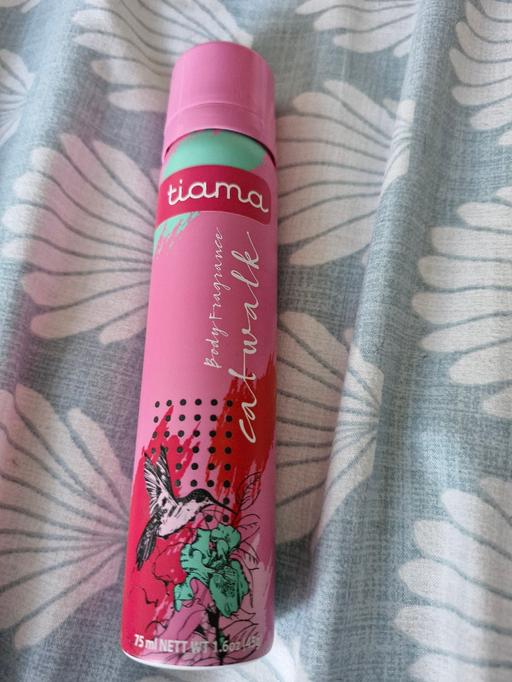 tiama
Body Fragrance
catwalk
75 ml NETT WT 1.6oz (45g